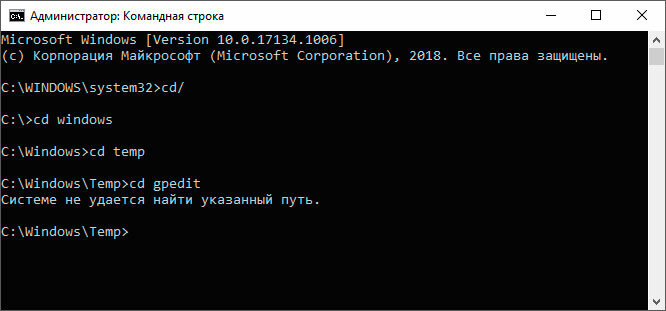 Администратор: Командная строка
Microsoft Windows [Version 10.0.17134.1006]
(c) Корпорация Майкрософт (Microsoft Corporation), 2018. Все права защищены.
C:\WINDOWS\system32>cd/
C:\>cd windows
C:\Windows>cd temp
C:\Windows\Temp>cd gpedit
Системе не удается найти указанный путь.
C:\Windows\Temp>